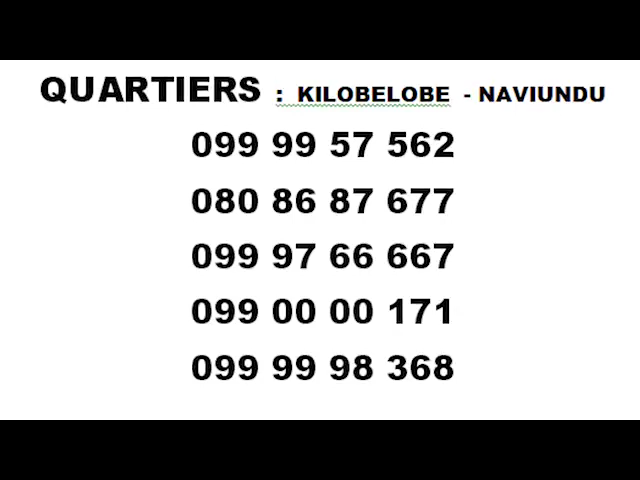 QUARTIERS : KILOBELOBE - NAVIUNDU
099 99 57 562
080 86 87 677
099 97 66 667
099 00 00 171
099 99 98 368